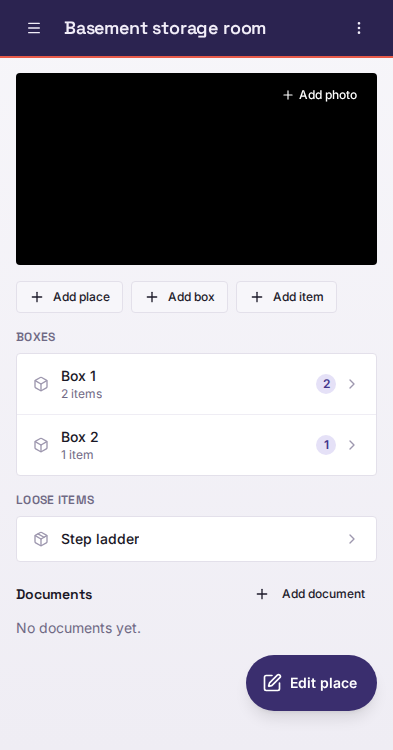 Basement storage room
Add photo
Add place
Add box
Add item
BOXES
Box 1
2 items
2
Box 2
1 item
1
LOOSE ITEMS
Step ladder
Documents
Add document
No documents yet.
Edit place